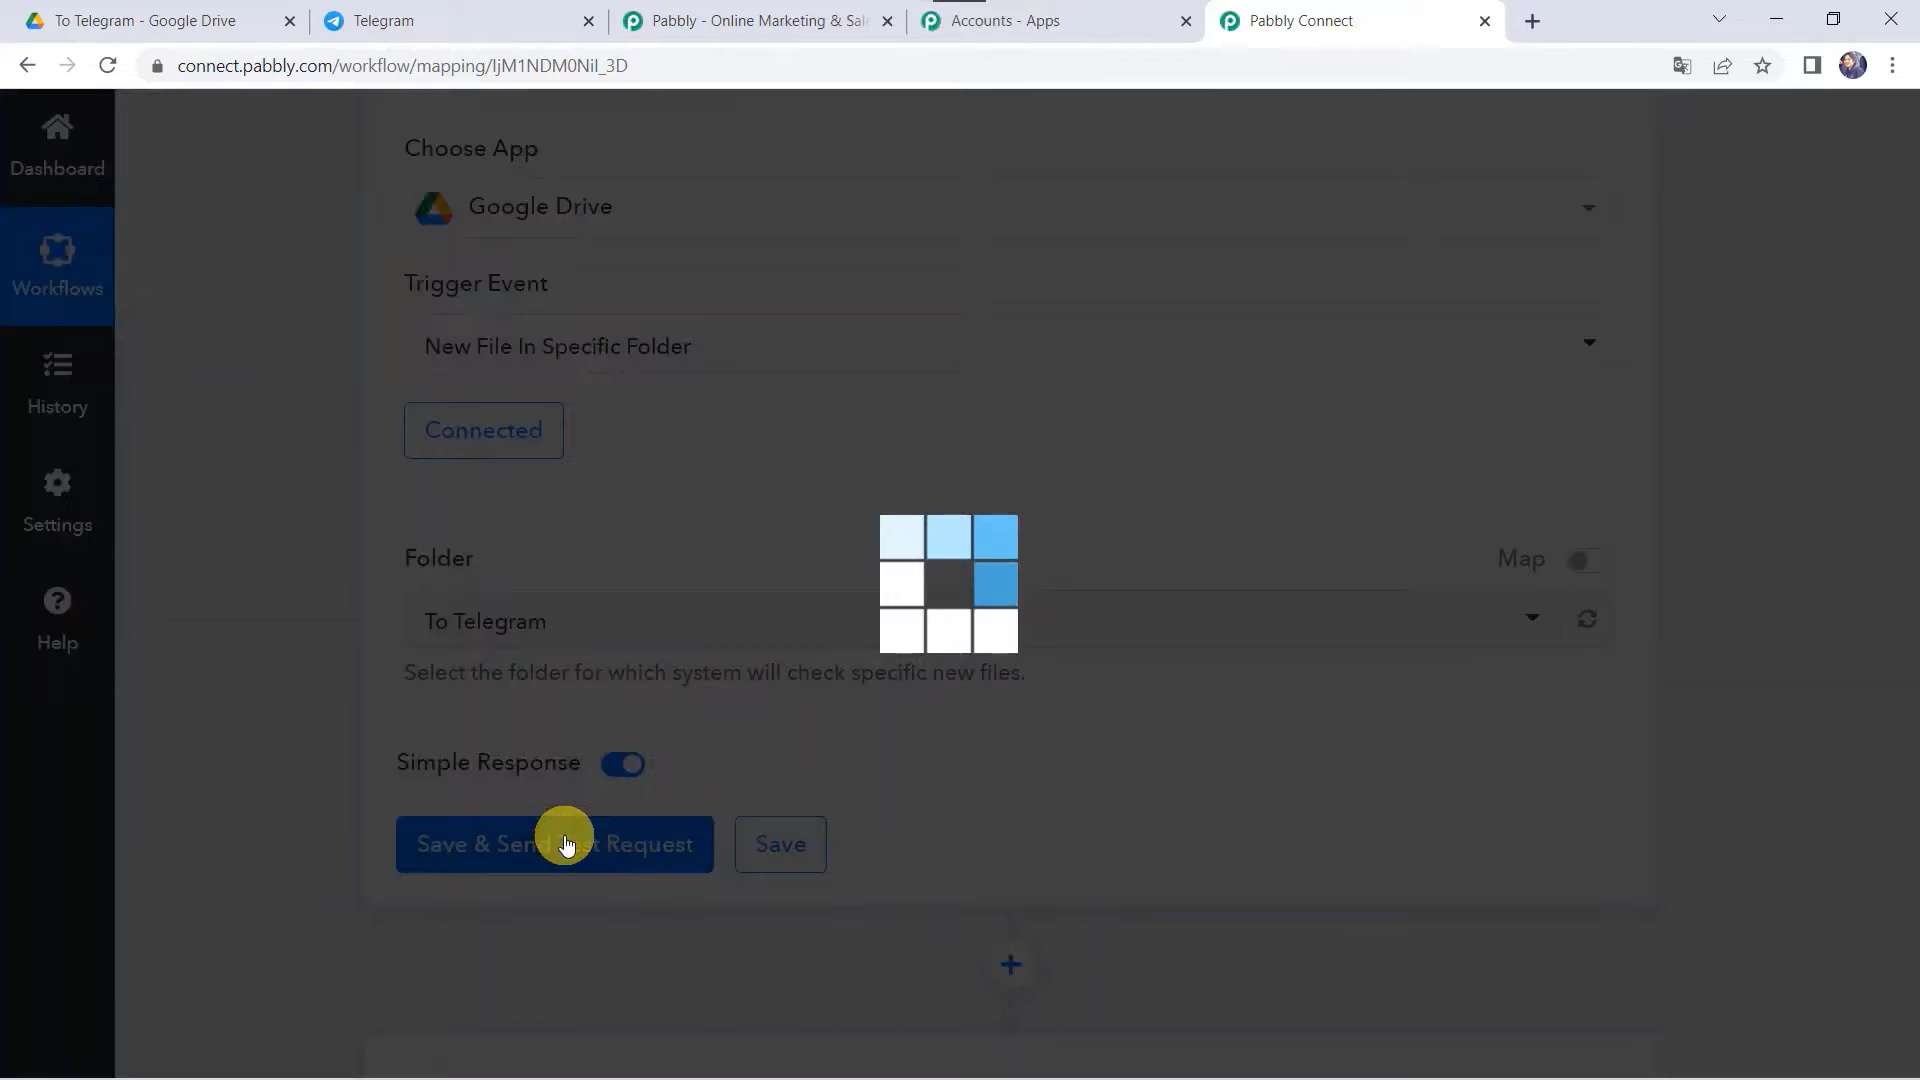 To Telegram - Google Drive
Telegram
Pabbly - Online Marketing & Sal
Accounts - Apps
Pabbly Connect
connect.pabbly.com/workflow/mapping/IjM1NDM0NiI_3D
Dashboard
Workflows
History
Settings
Help
Choose App
Google Drive
Trigger Event
New File In Specific Folder
Connected
Folder
Map
To Telegram
Select the folder for which system will check specific new files.
Simple Response
Save & Send Test Request
Save